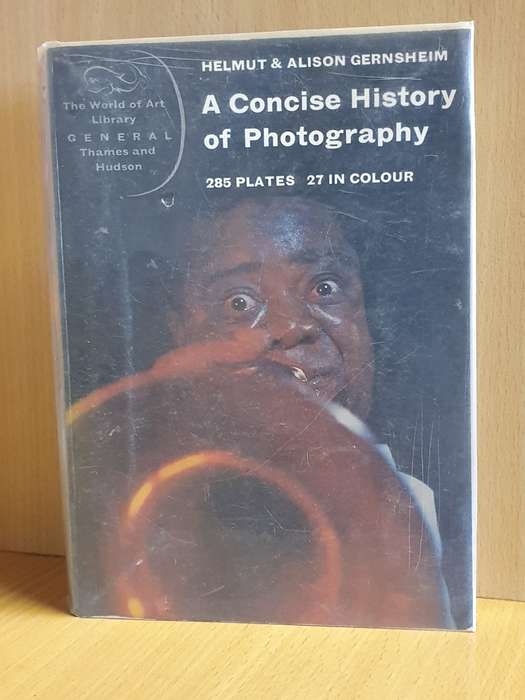 HELMUT & ALISON GERNSHEIM
A Concise History
of Photography
285 PLATES 27 IN COLOUR
The World of Art
Library
GENERAL
Thames and
Hudson